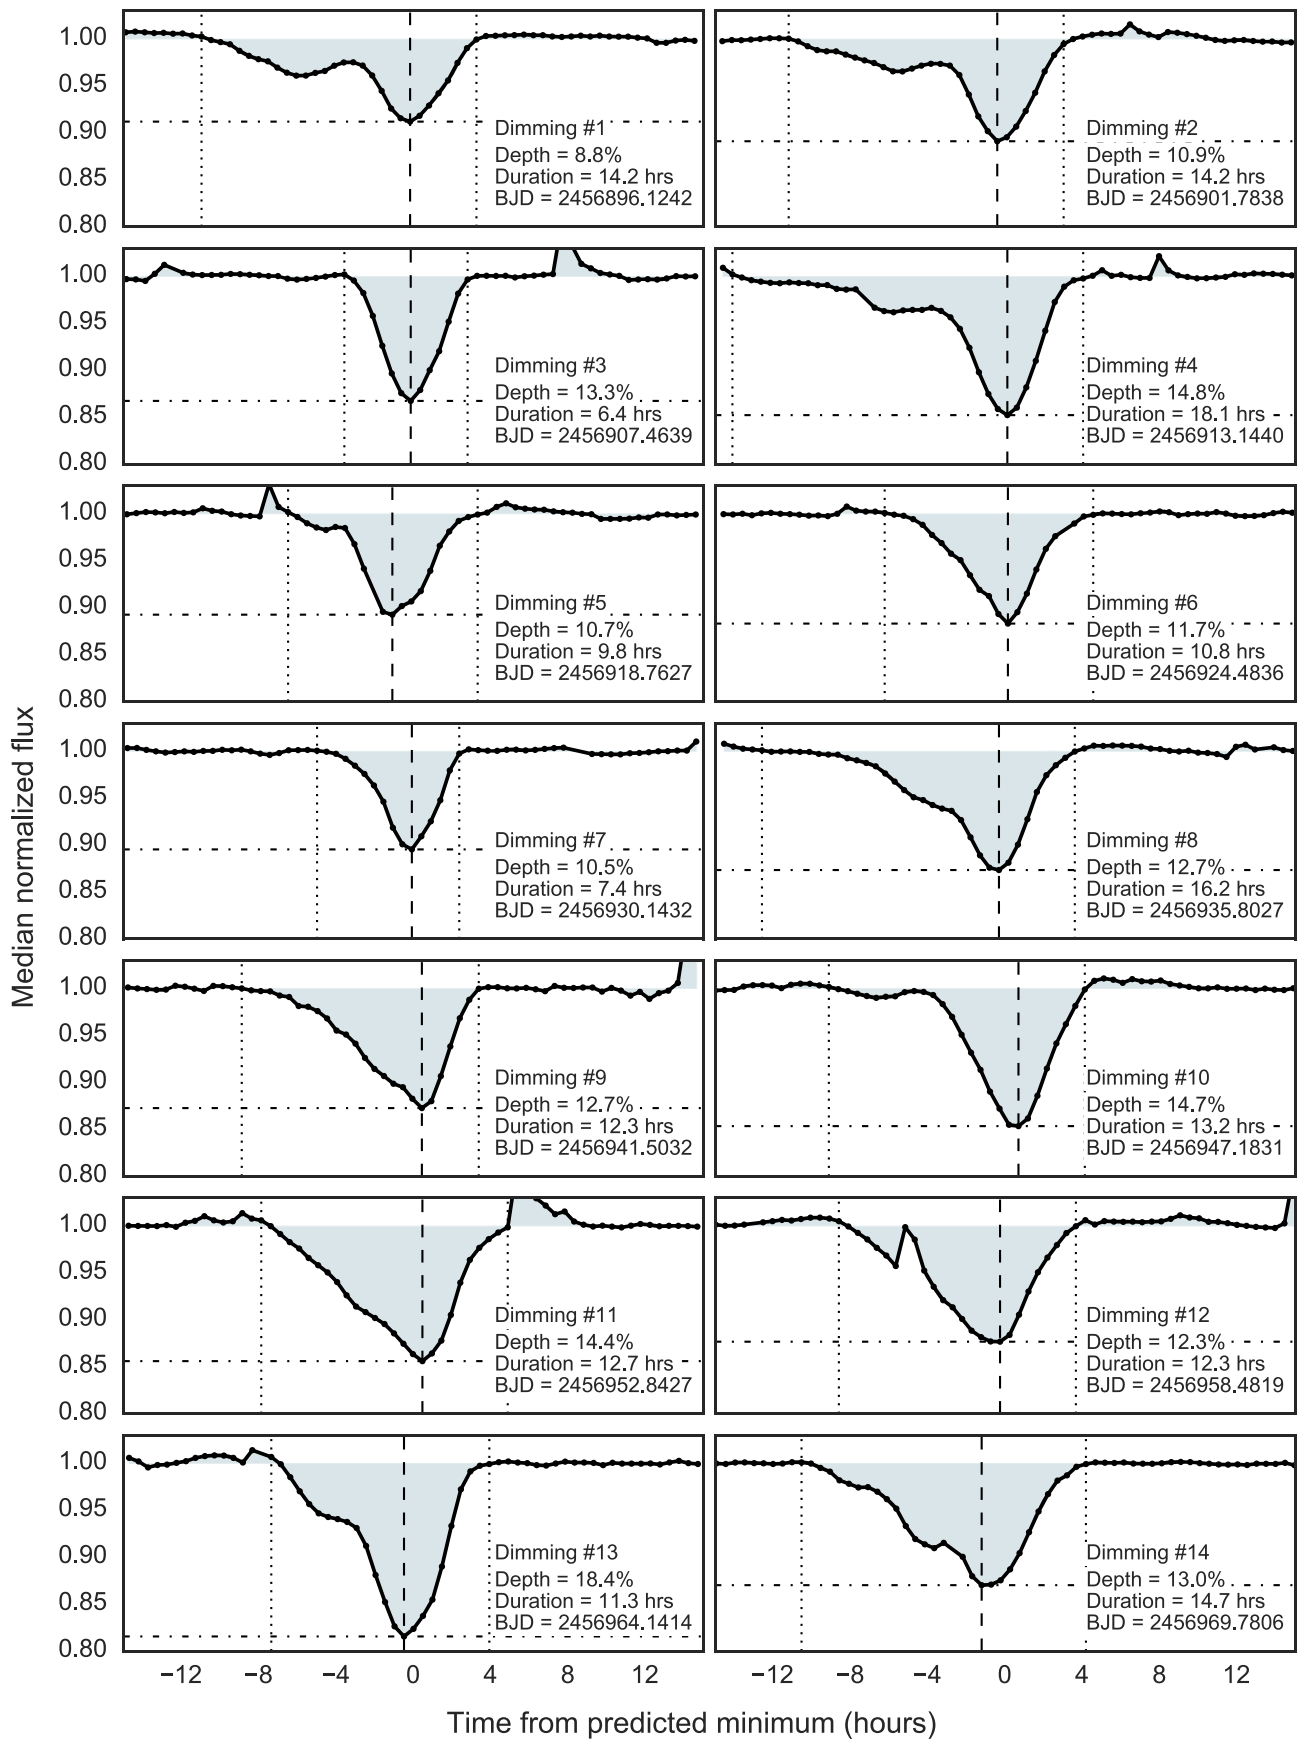 1.00
0.95
0.90
0.85
0.80
Dimming #1
Depth = 8.8%
Duration = 14.2 hrs
BJD = 2456896.1242
Dimming #2
Depth = 10.9%
Duration = 14.2 hrs
BJD = 2456901.7838
1.00
0.95
0.90
0.85
0.80
Dimming #3
Depth = 13.3%
Duration = 6.4 hrs
BJD = 2456907.4639
Dimming #4
Depth = 14.8%
Duration = 18.1 hrs
BJD = 2456913.1440
1.00
0.95
0.90
0.85
0.80
Dimming #5
Depth = 10.7%
Duration = 9.8 hrs
BJD = 2456918.7627
Dimming #6
Depth = 11.7%
Duration = 10.8 hrs
BJD = 2456924.4836
Median normalized flux
1.00
0.95
0.90
0.85
0.80
Dimming #7
Depth = 10.5%
Duration = 7.4 hrs
BJD = 2456930.1432
Dimming #8
Depth = 12.7%
Duration = 16.2 hrs
BJD = 2456935.8027
1.00
0.95
0.90
0.85
0.80
Dimming #9
Depth = 12.7%
Duration = 12.3 hrs
BJD = 2456941.5032
Dimming #10
Depth = 14.7%
Duration = 13.2 hrs
BJD = 2456947.1831
1.00
0.95
0.90
0.85
0.80
Dimming #11
Depth = 14.4%
Duration = 12.7 hrs
BJD = 2456952.8427
Dimming #12
Depth = 12.3%
Duration = 12.3 hrs
BJD = 2456958.4819
1.00
0.95
0.90
0.85
0.80
Dimming #13
Depth = 18.4%
Duration = 11.3 hrs
BJD = 2456964.1414
Dimming #14
Depth = 13.0%
Duration = 14.7 hrs
BJD = 2456969.7806
−12 −8 −4 0 4 8 12
−12 −8 −4 0 4 8 12
Time from predicted minimum (hours)